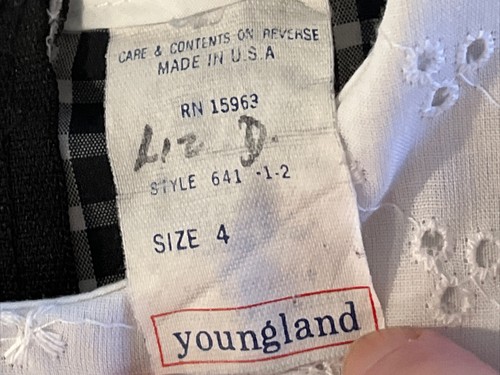 CARE & CONTENTS ON REVERSE
MADE IN U.S.A
RN 15963
Liz D.
STYLE 641 -1-2
SIZE 4
youngland